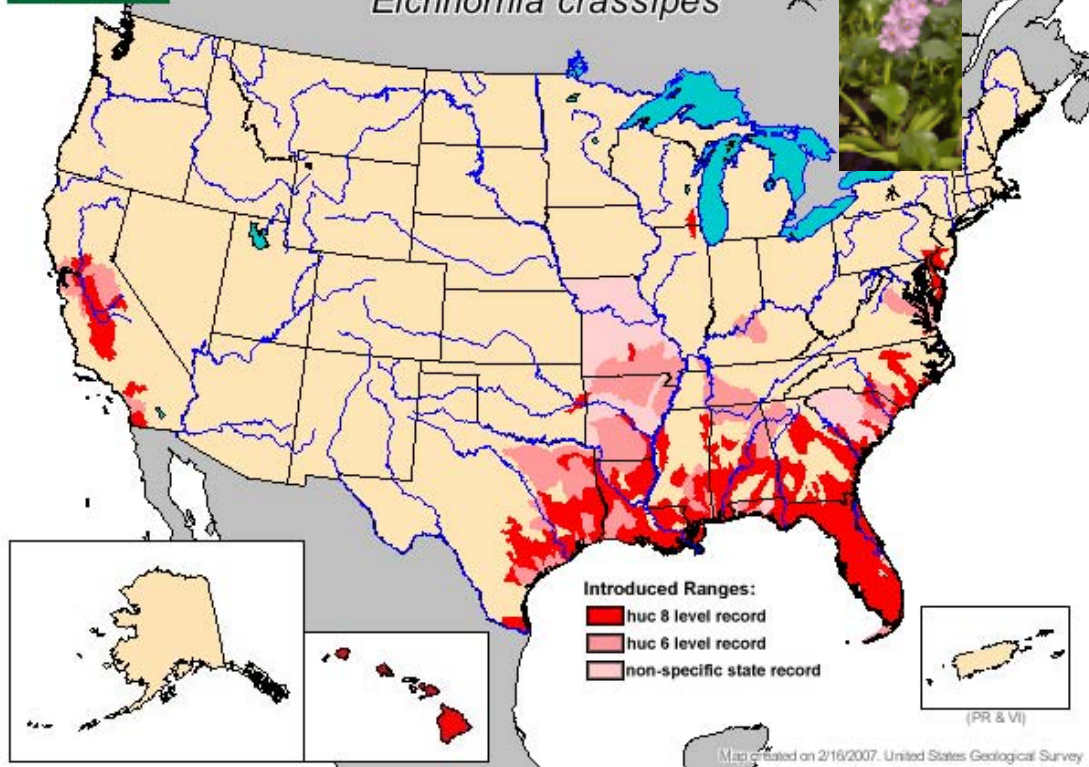 Eichhornia crassipes
Introduced Ranges:
huc 8 level record
huc 6 level record
non-specific state record
(PR & VI)
Map created on 2/16/2007. United States Geological Survey